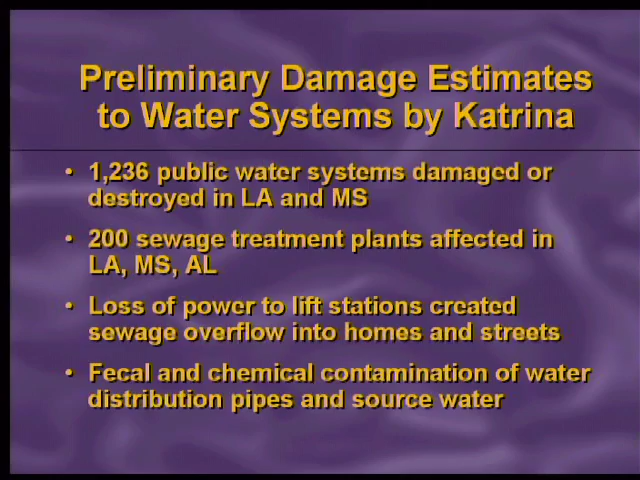 Preliminary Damage Estimates
to Water Systems by Katrina
• 1,236 public water systems damaged or
destroyed in LA and MS
• 200 sewage treatment plants affected in
LA, MS, AL
• Loss of power to lift stations created
sewage overflow into homes and streets
• Fecal and chemical contamination of water
distribution pipes and source water